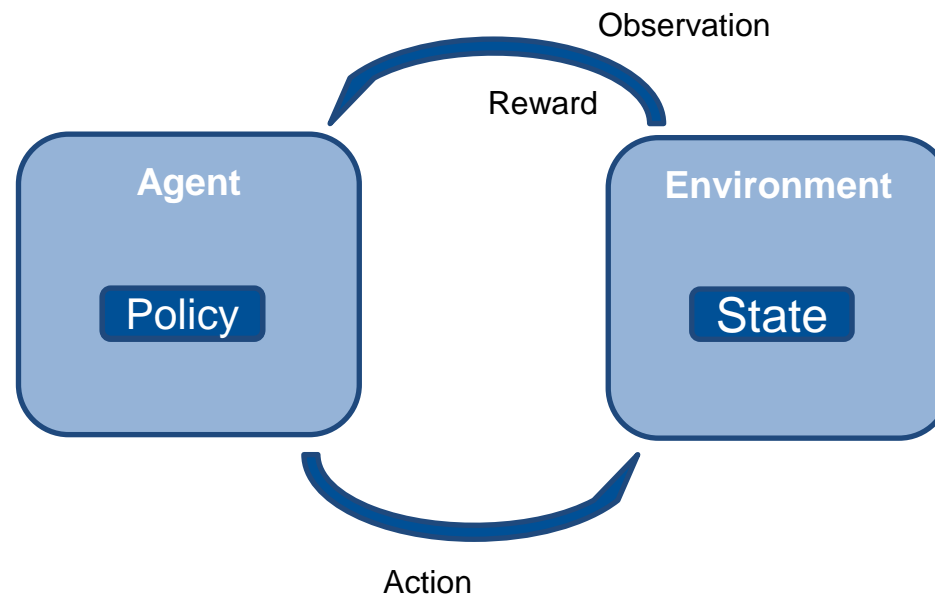 Observation
Reward
Agent
Environment
Policy
State
Action